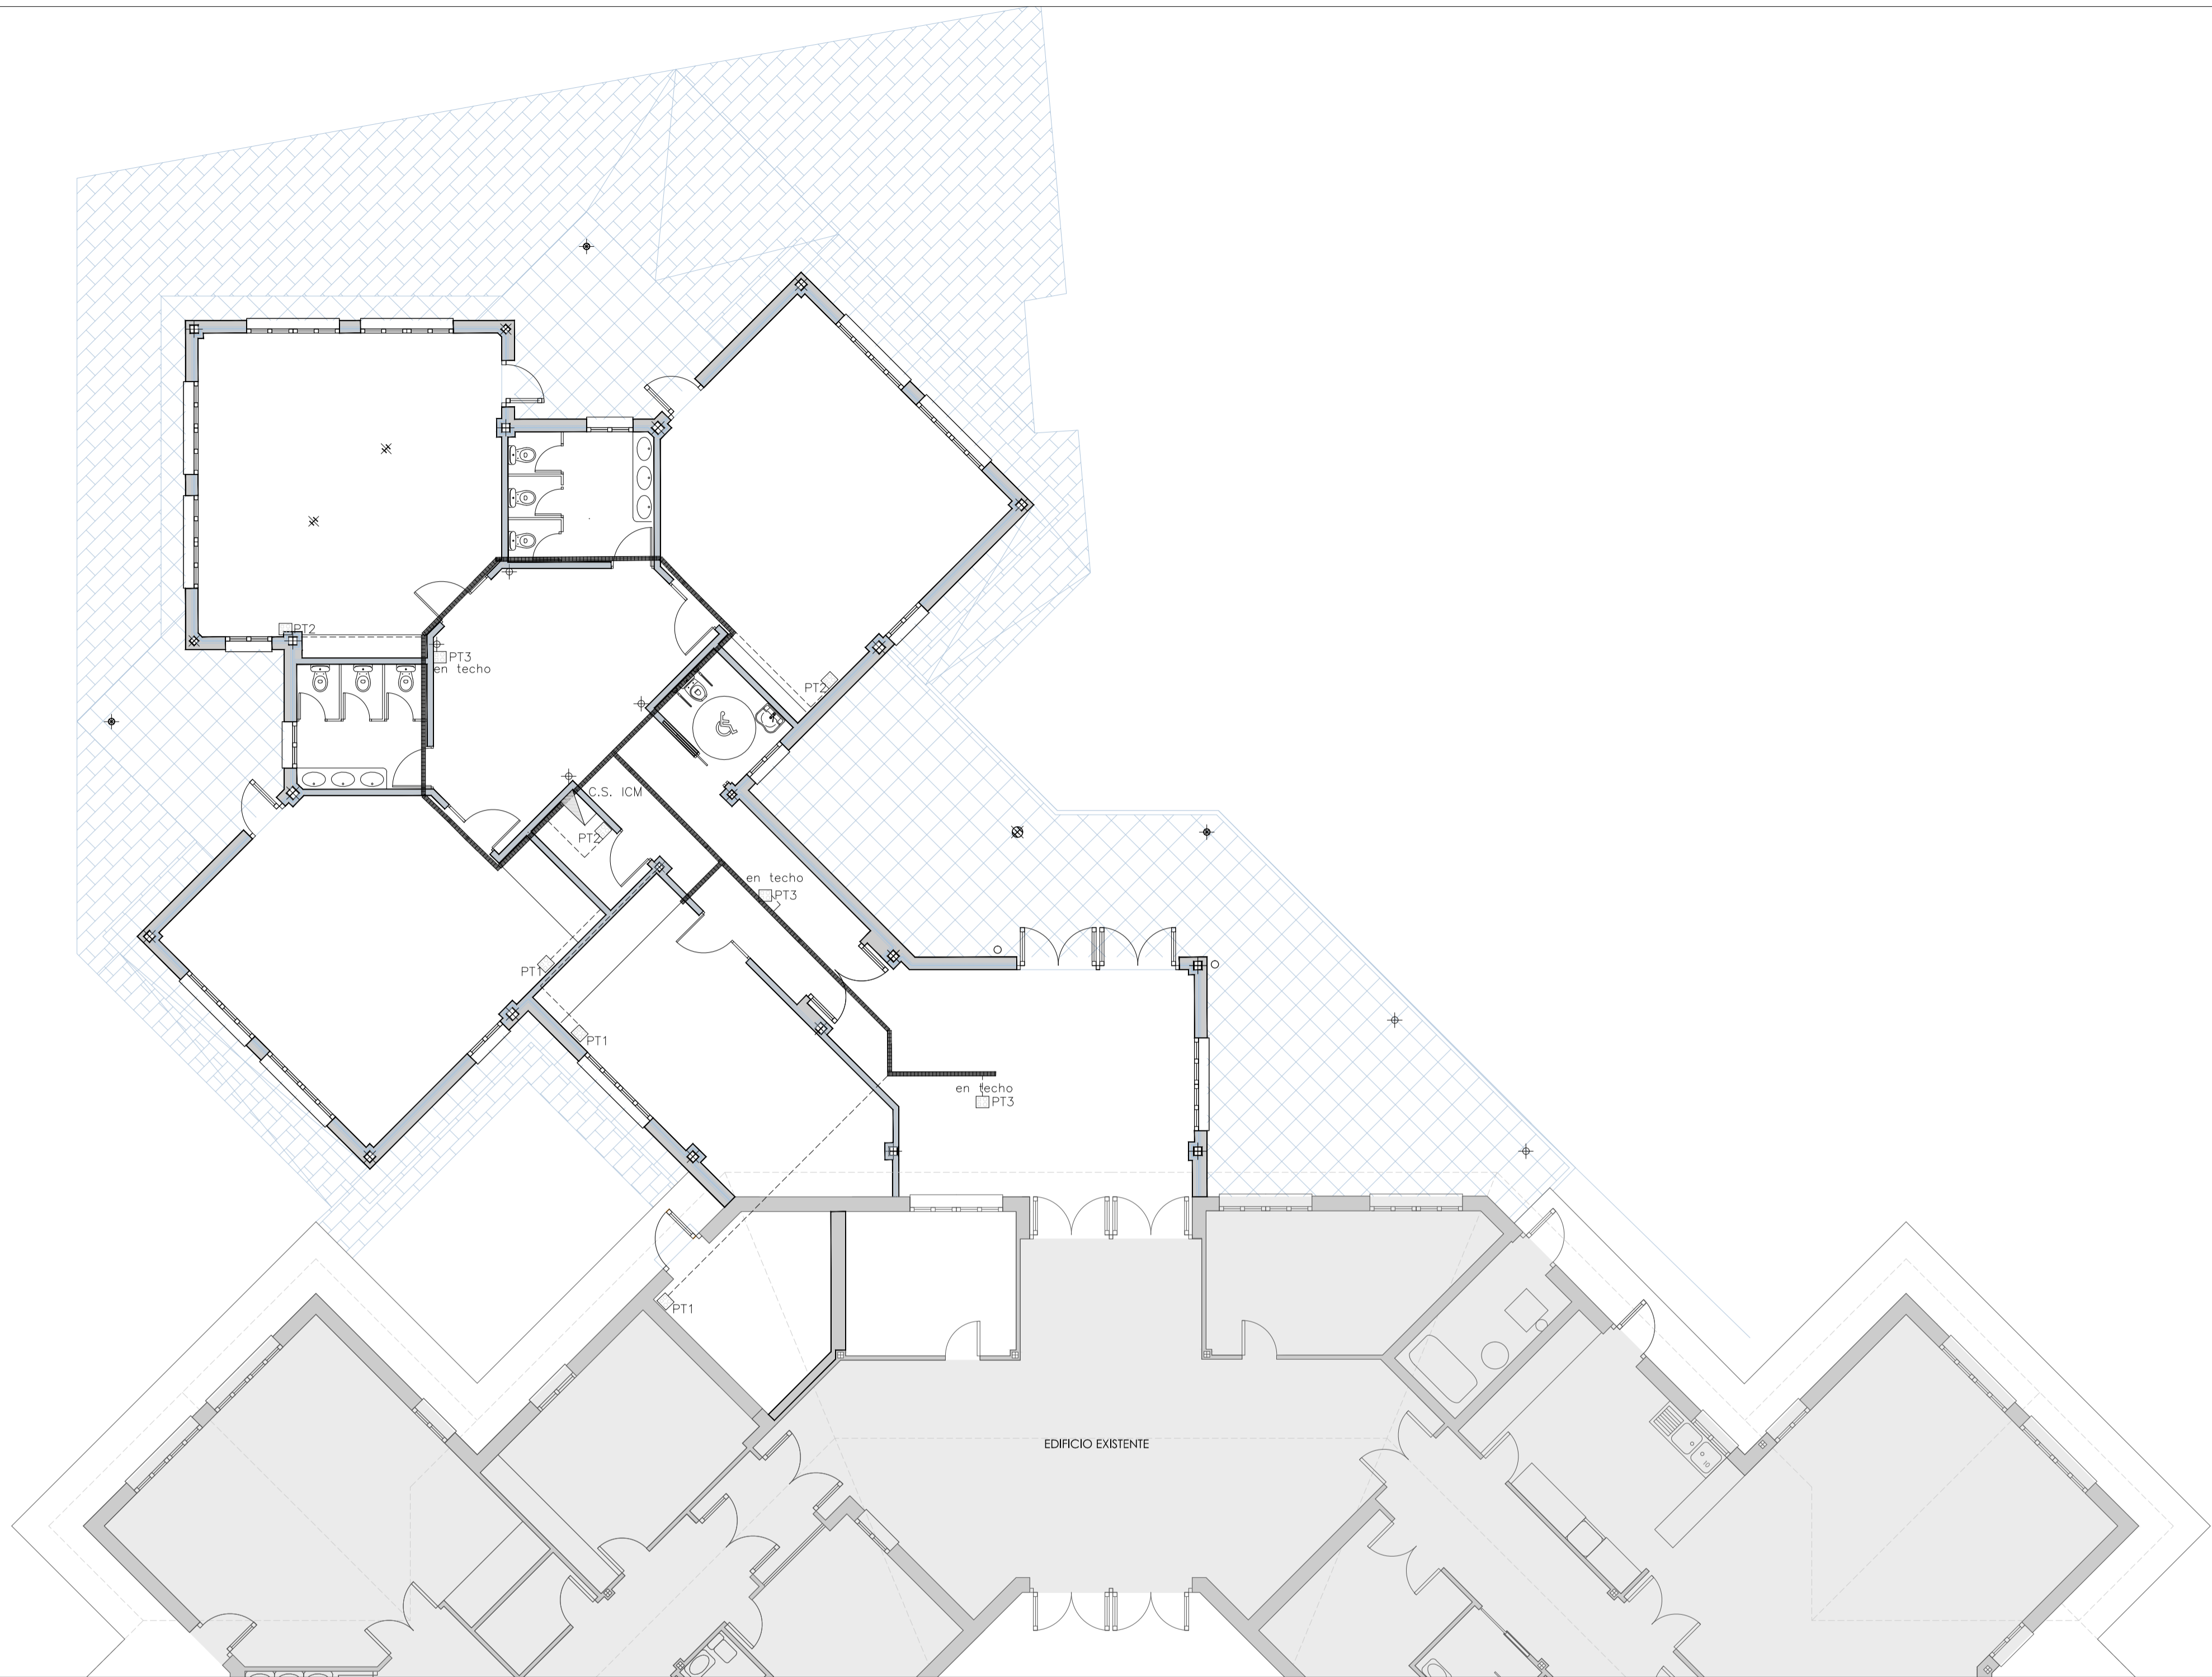 PT2
PT3
en techo
PT2
C.S. ICM
PT2
en techo
PT3
PT1
PT1
en techo
PT3
PT1
EDIFICIO EXISTENTE